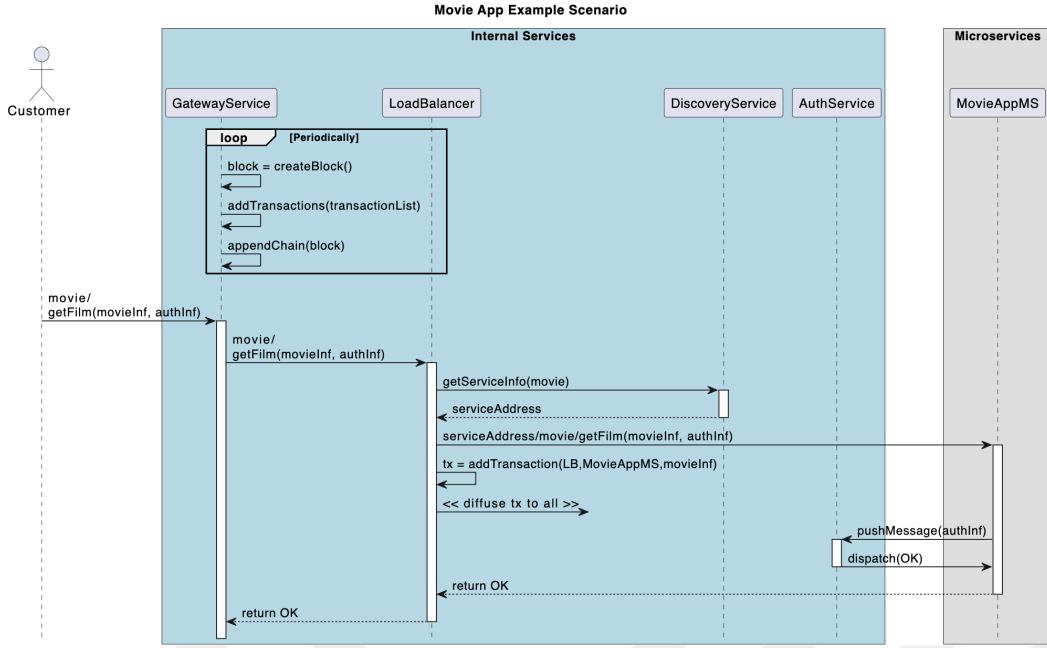 Movie App Example Scenario
Internal Services
Microservices
Customer
GatewayService
LoadBalancer
DiscoveryService
AuthService
MovieAppMS
loop
[Periodically]
block = createBlock()
addTransactions(transactionList)
appendChain(block)
movie/
getFilm(movieInf, authInf)
movie/
getFilm(movieInf, authInf)
getServiceInfo(movie)
serviceAddress
serviceAddress/movie/getFilm(movieInf, authInf)
tx = addTransaction(LB,MovieAppMS,movieInf)
<< diffuse tx to all >>
pushMessage(authInf)
dispatch(OK)
return OK
return OK